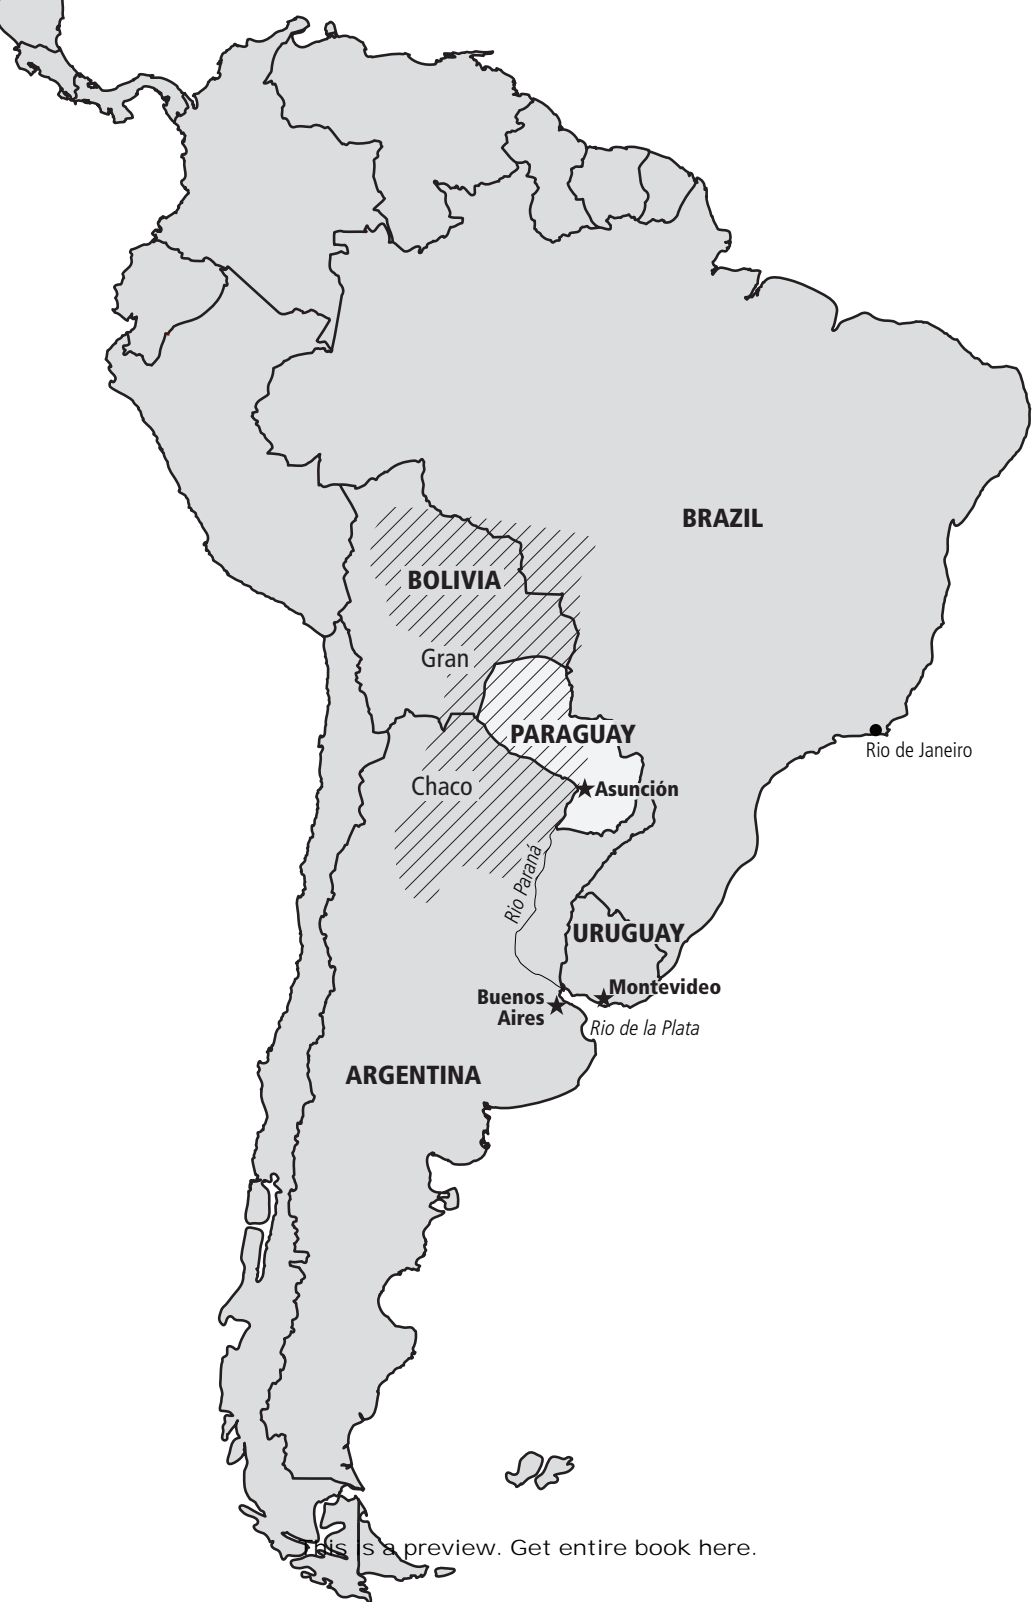 BRAZIL
BOLIVIA
Gran
PARAGUAY
Rio de Janeiro
Chaco
Asunción
Rio Paraná
URUGUAY
Montevideo
Buenos
Aires
Rio de la Plata
ARGENTINA
This is a preview. Get entire book here.